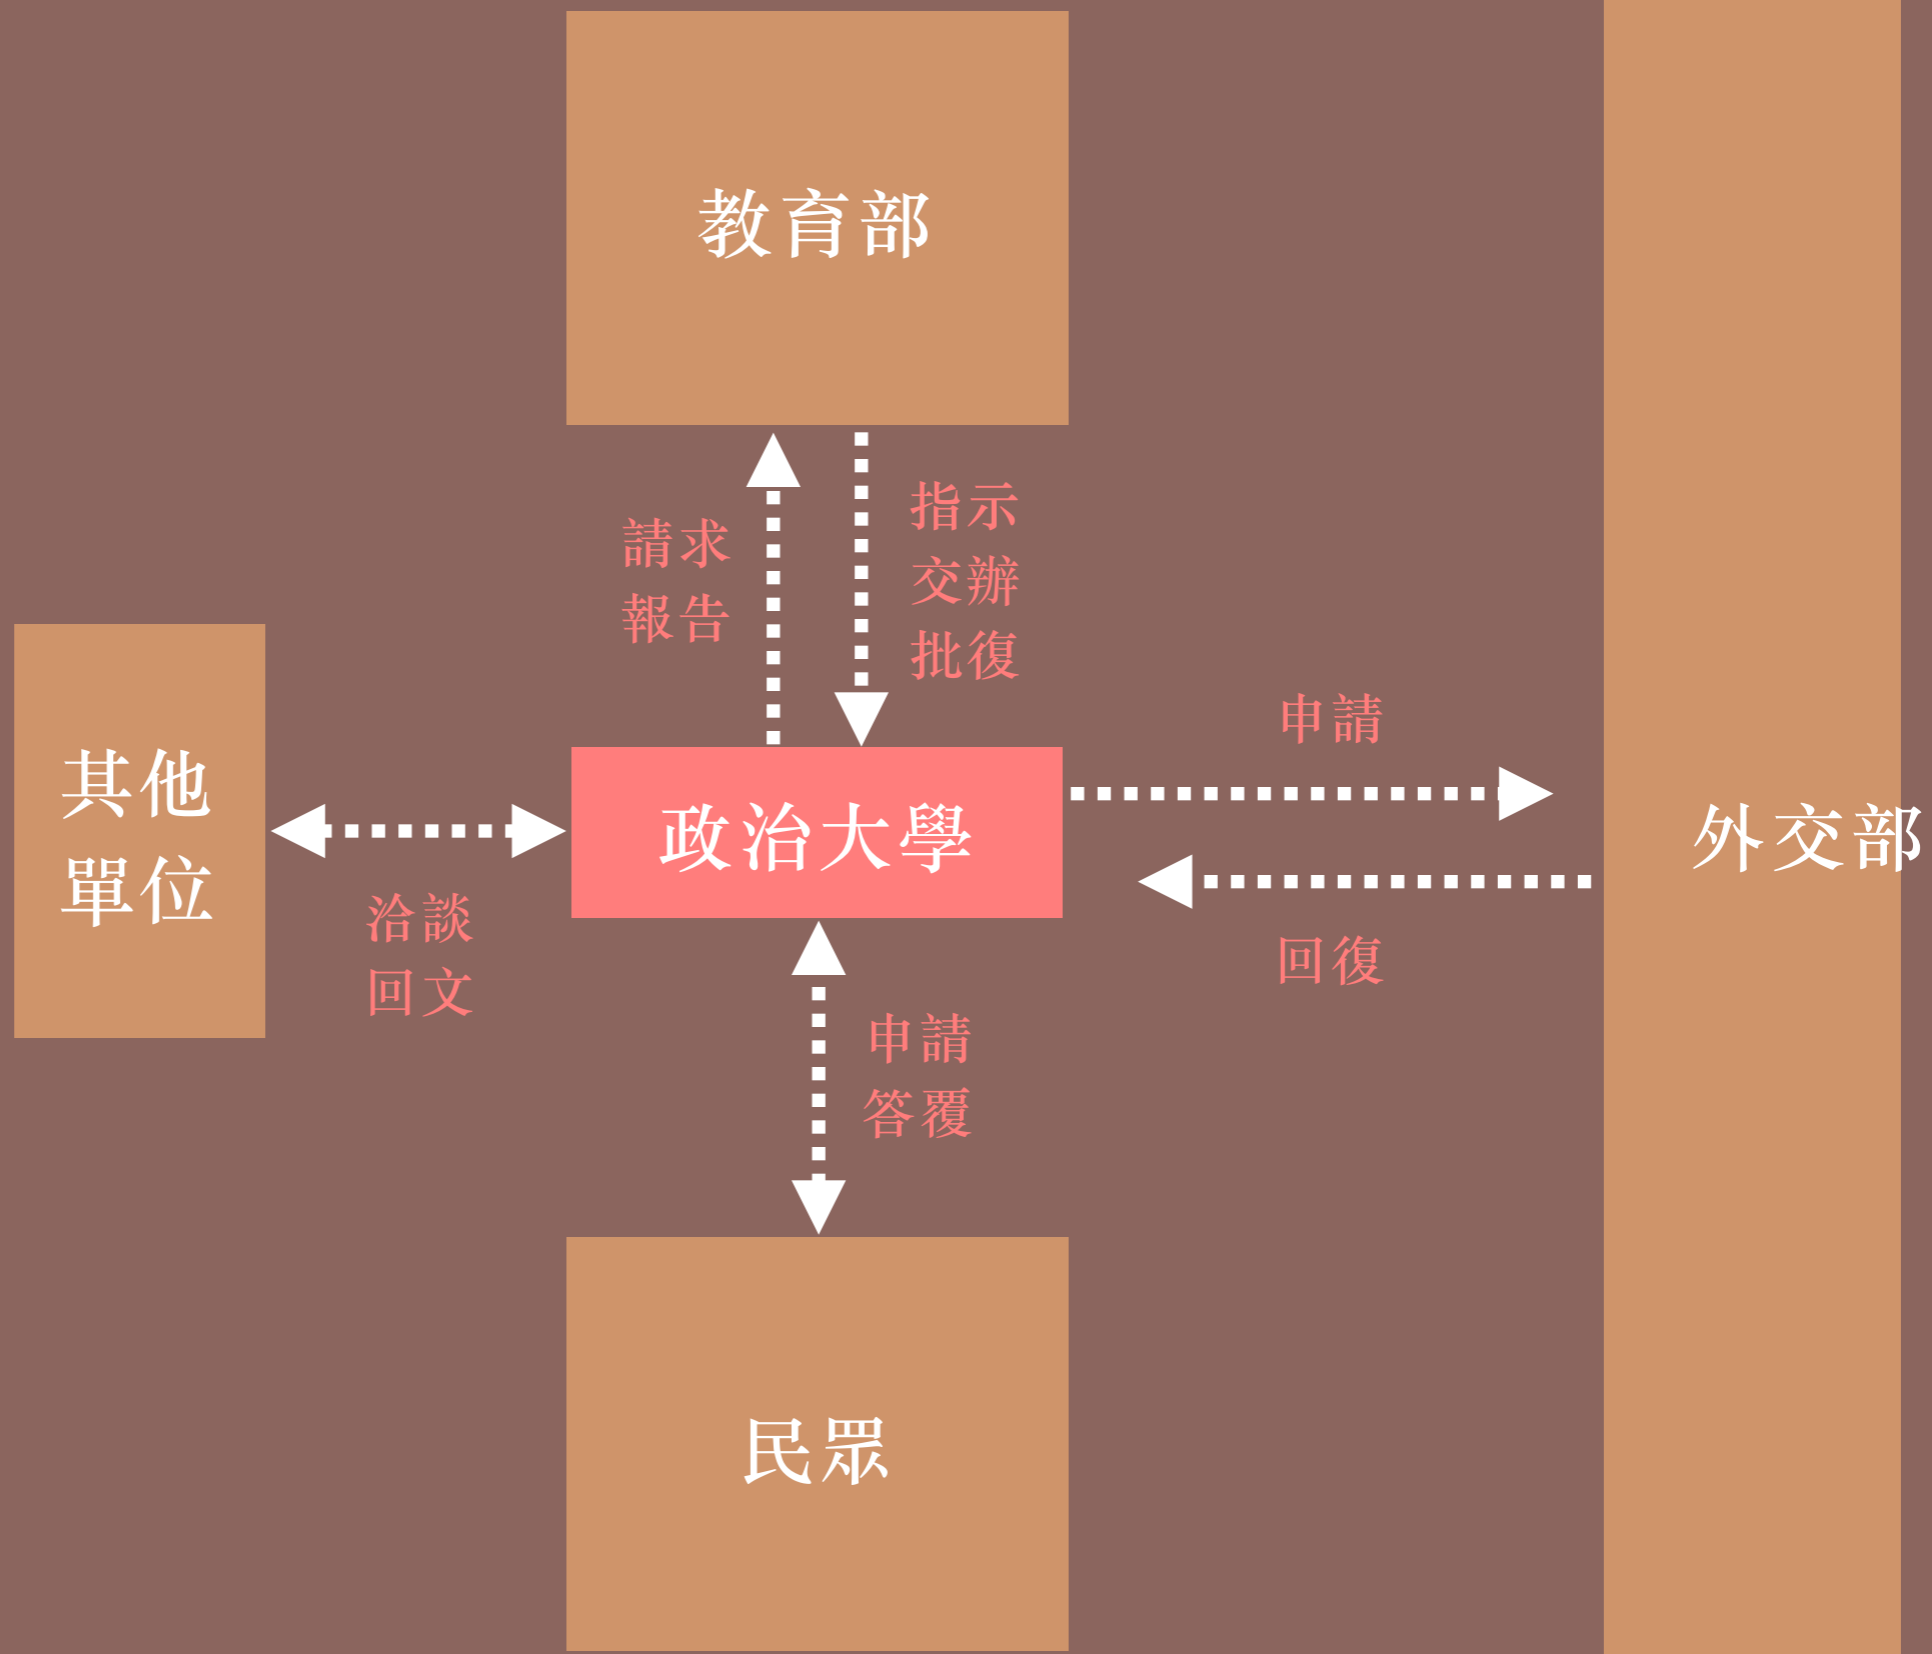 教育部
請求
報告
指示
交辦
批復
其他
單位
洽談
回文
政治大學
申請
回復
外交部
申請
答覆
民眾